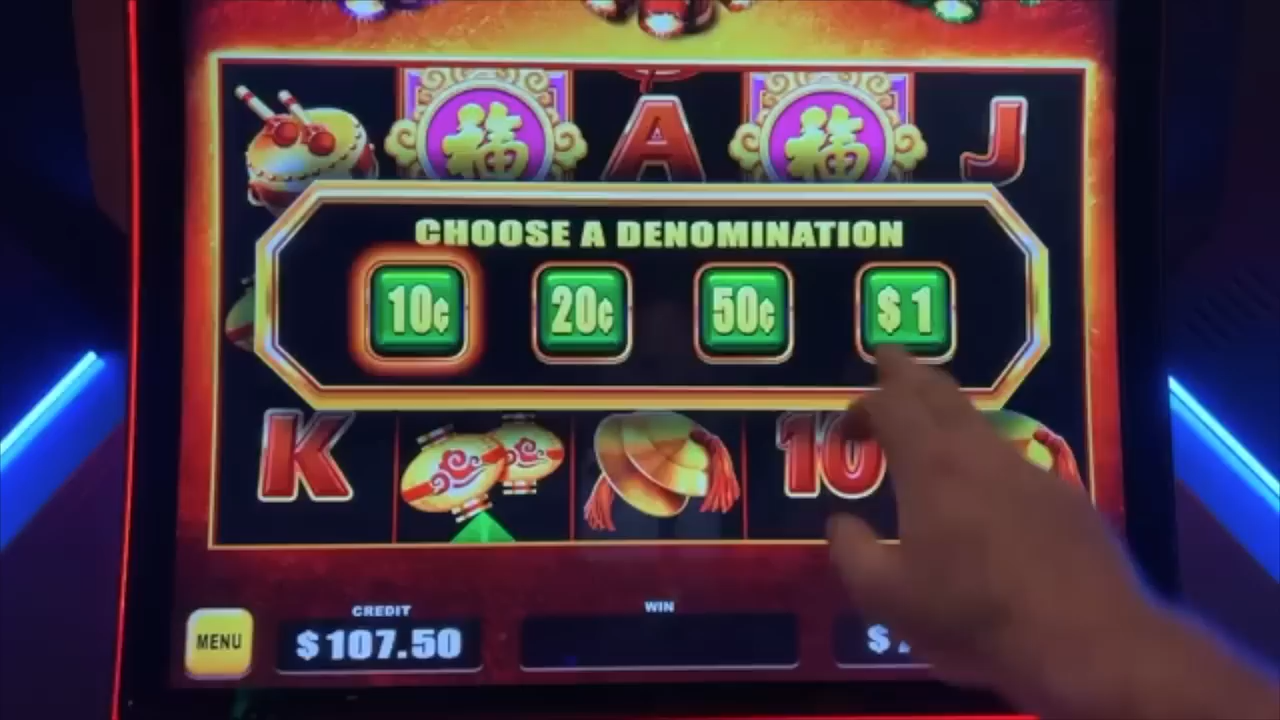 福 A 福 J
CHOOSE A DENOMINATION
10¢ 20¢ 50¢ $1
K 10
CREDIT WIN
MENU $107.50 $